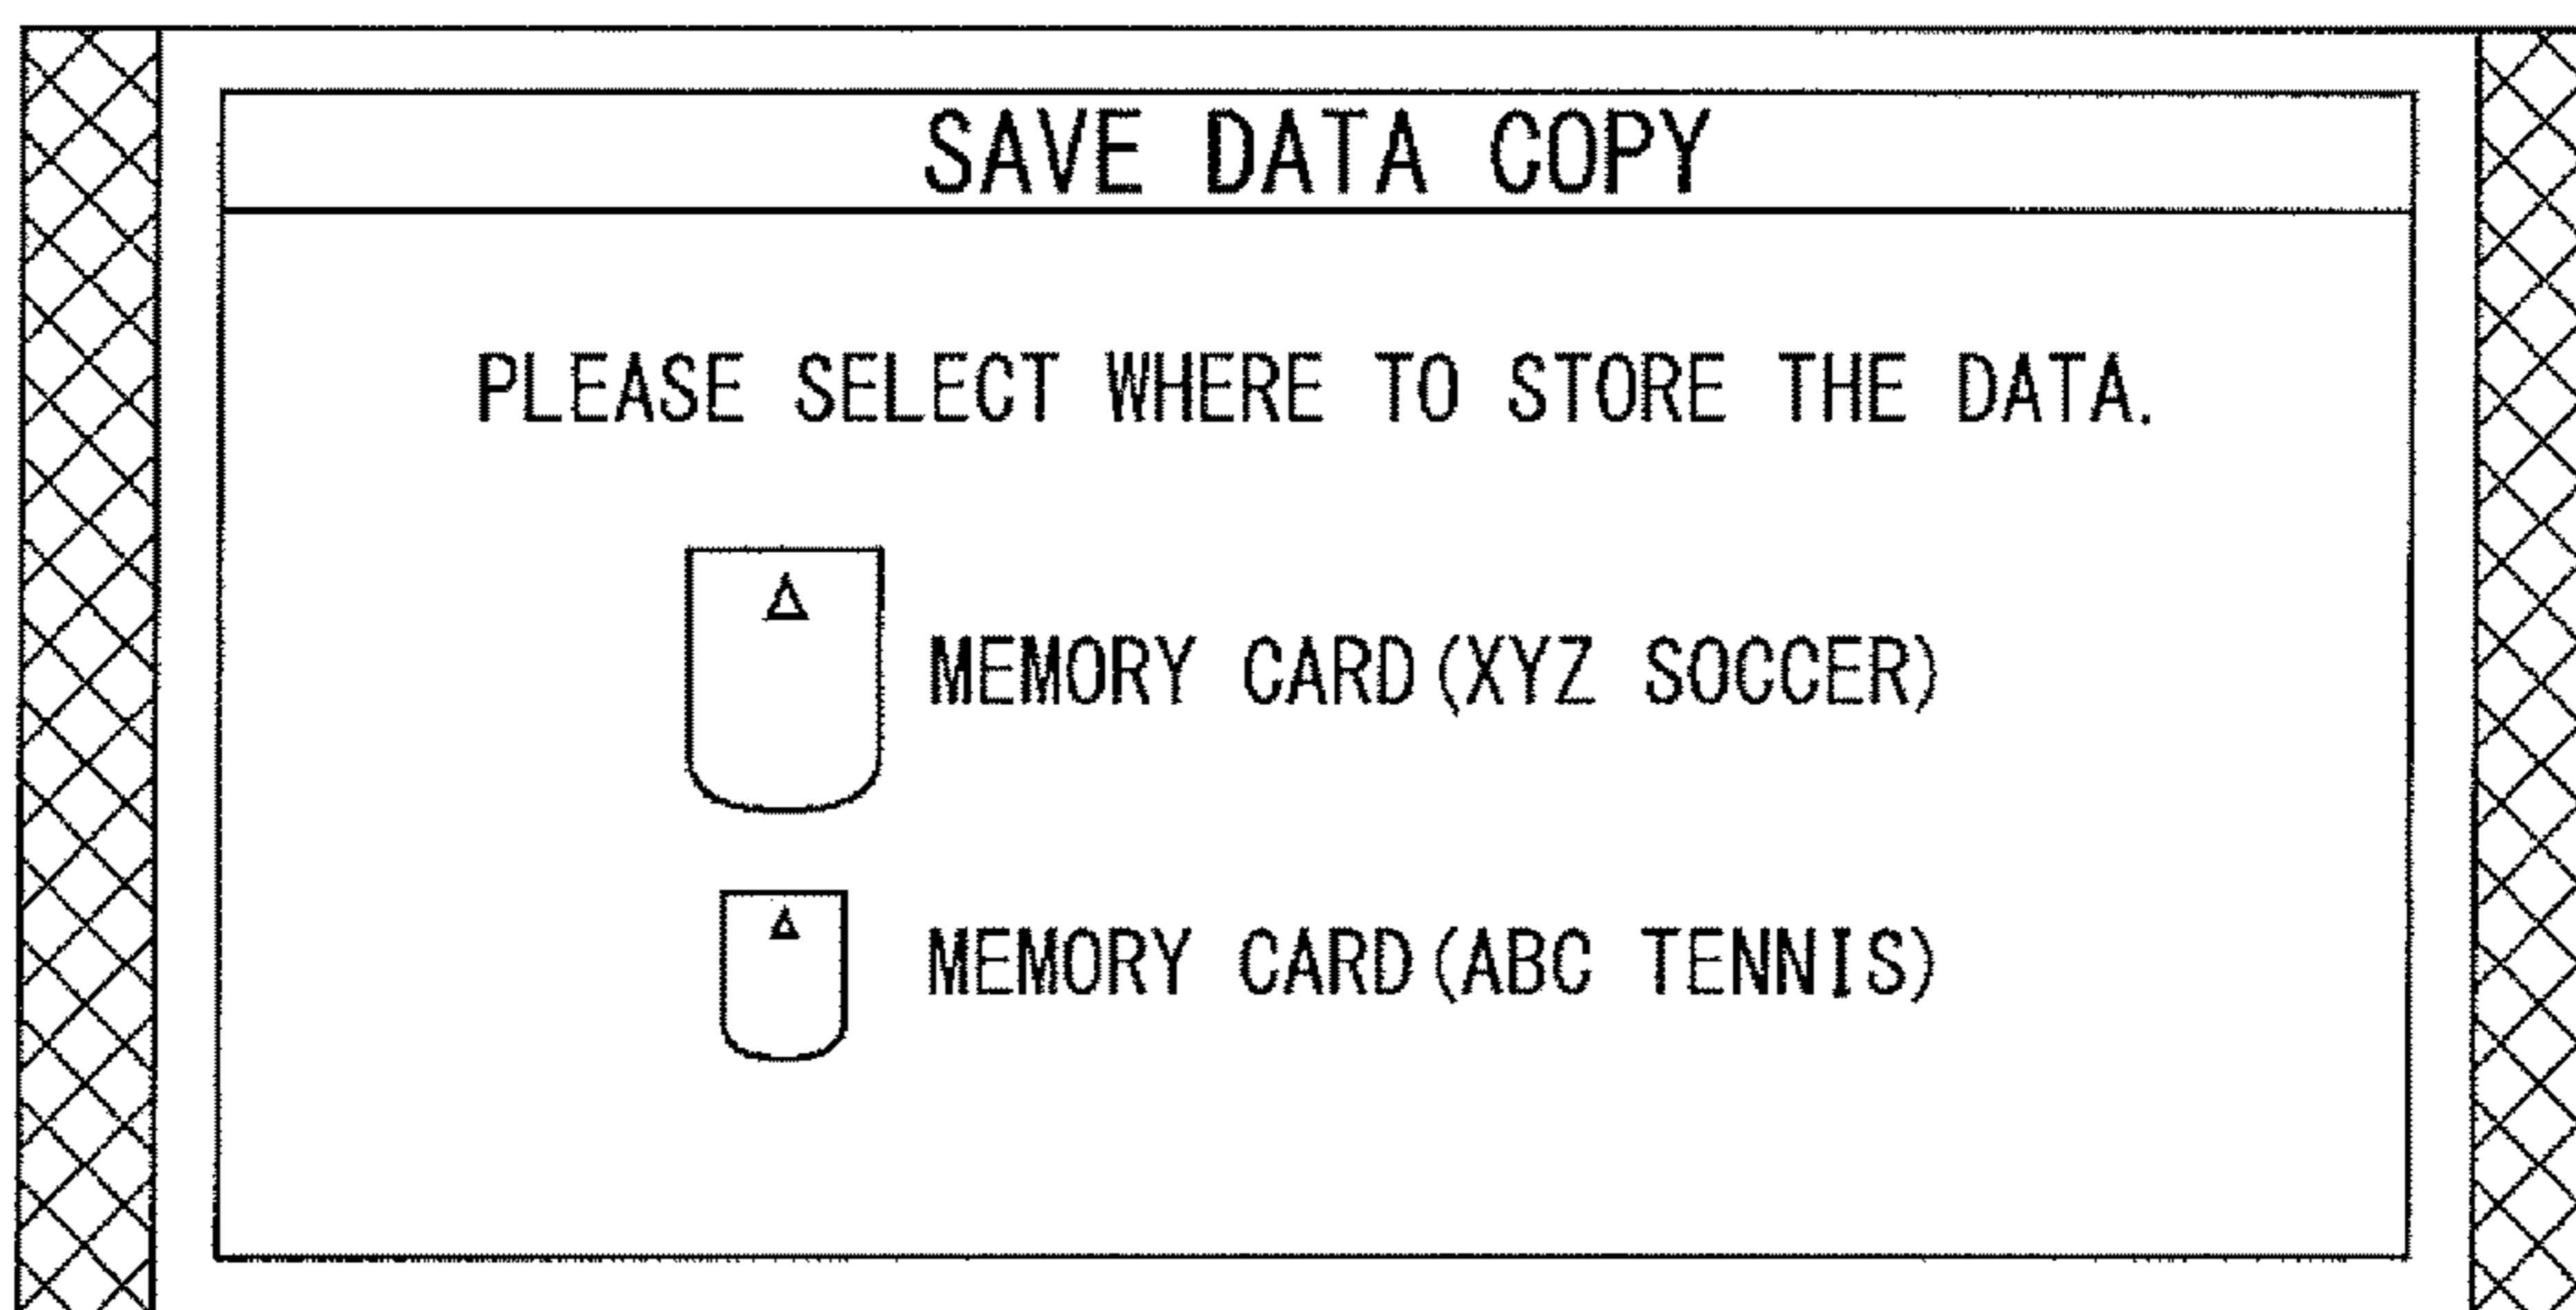 SAVE DATA COPY
PLEASE SELECT WHERE TO STORE THE DATA.
MEMORY CARD(XYZ SOCCER)
MEMORY CARD(ABC TENNIS)